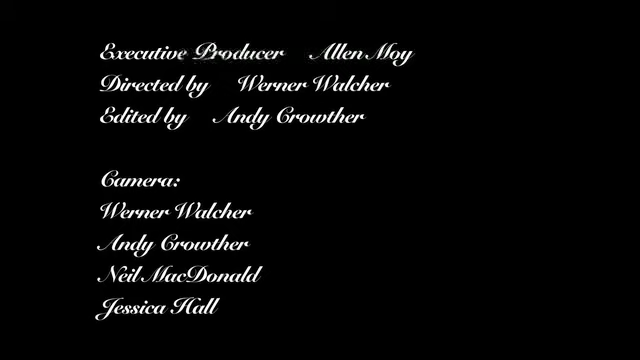 Executive Producer Allen Moy
Directed by Werner Walcher
Edited by Andy Crowther
Camera:
Werner Walcher
Andy Crowther
Neil MacDonald
Jessica Hall